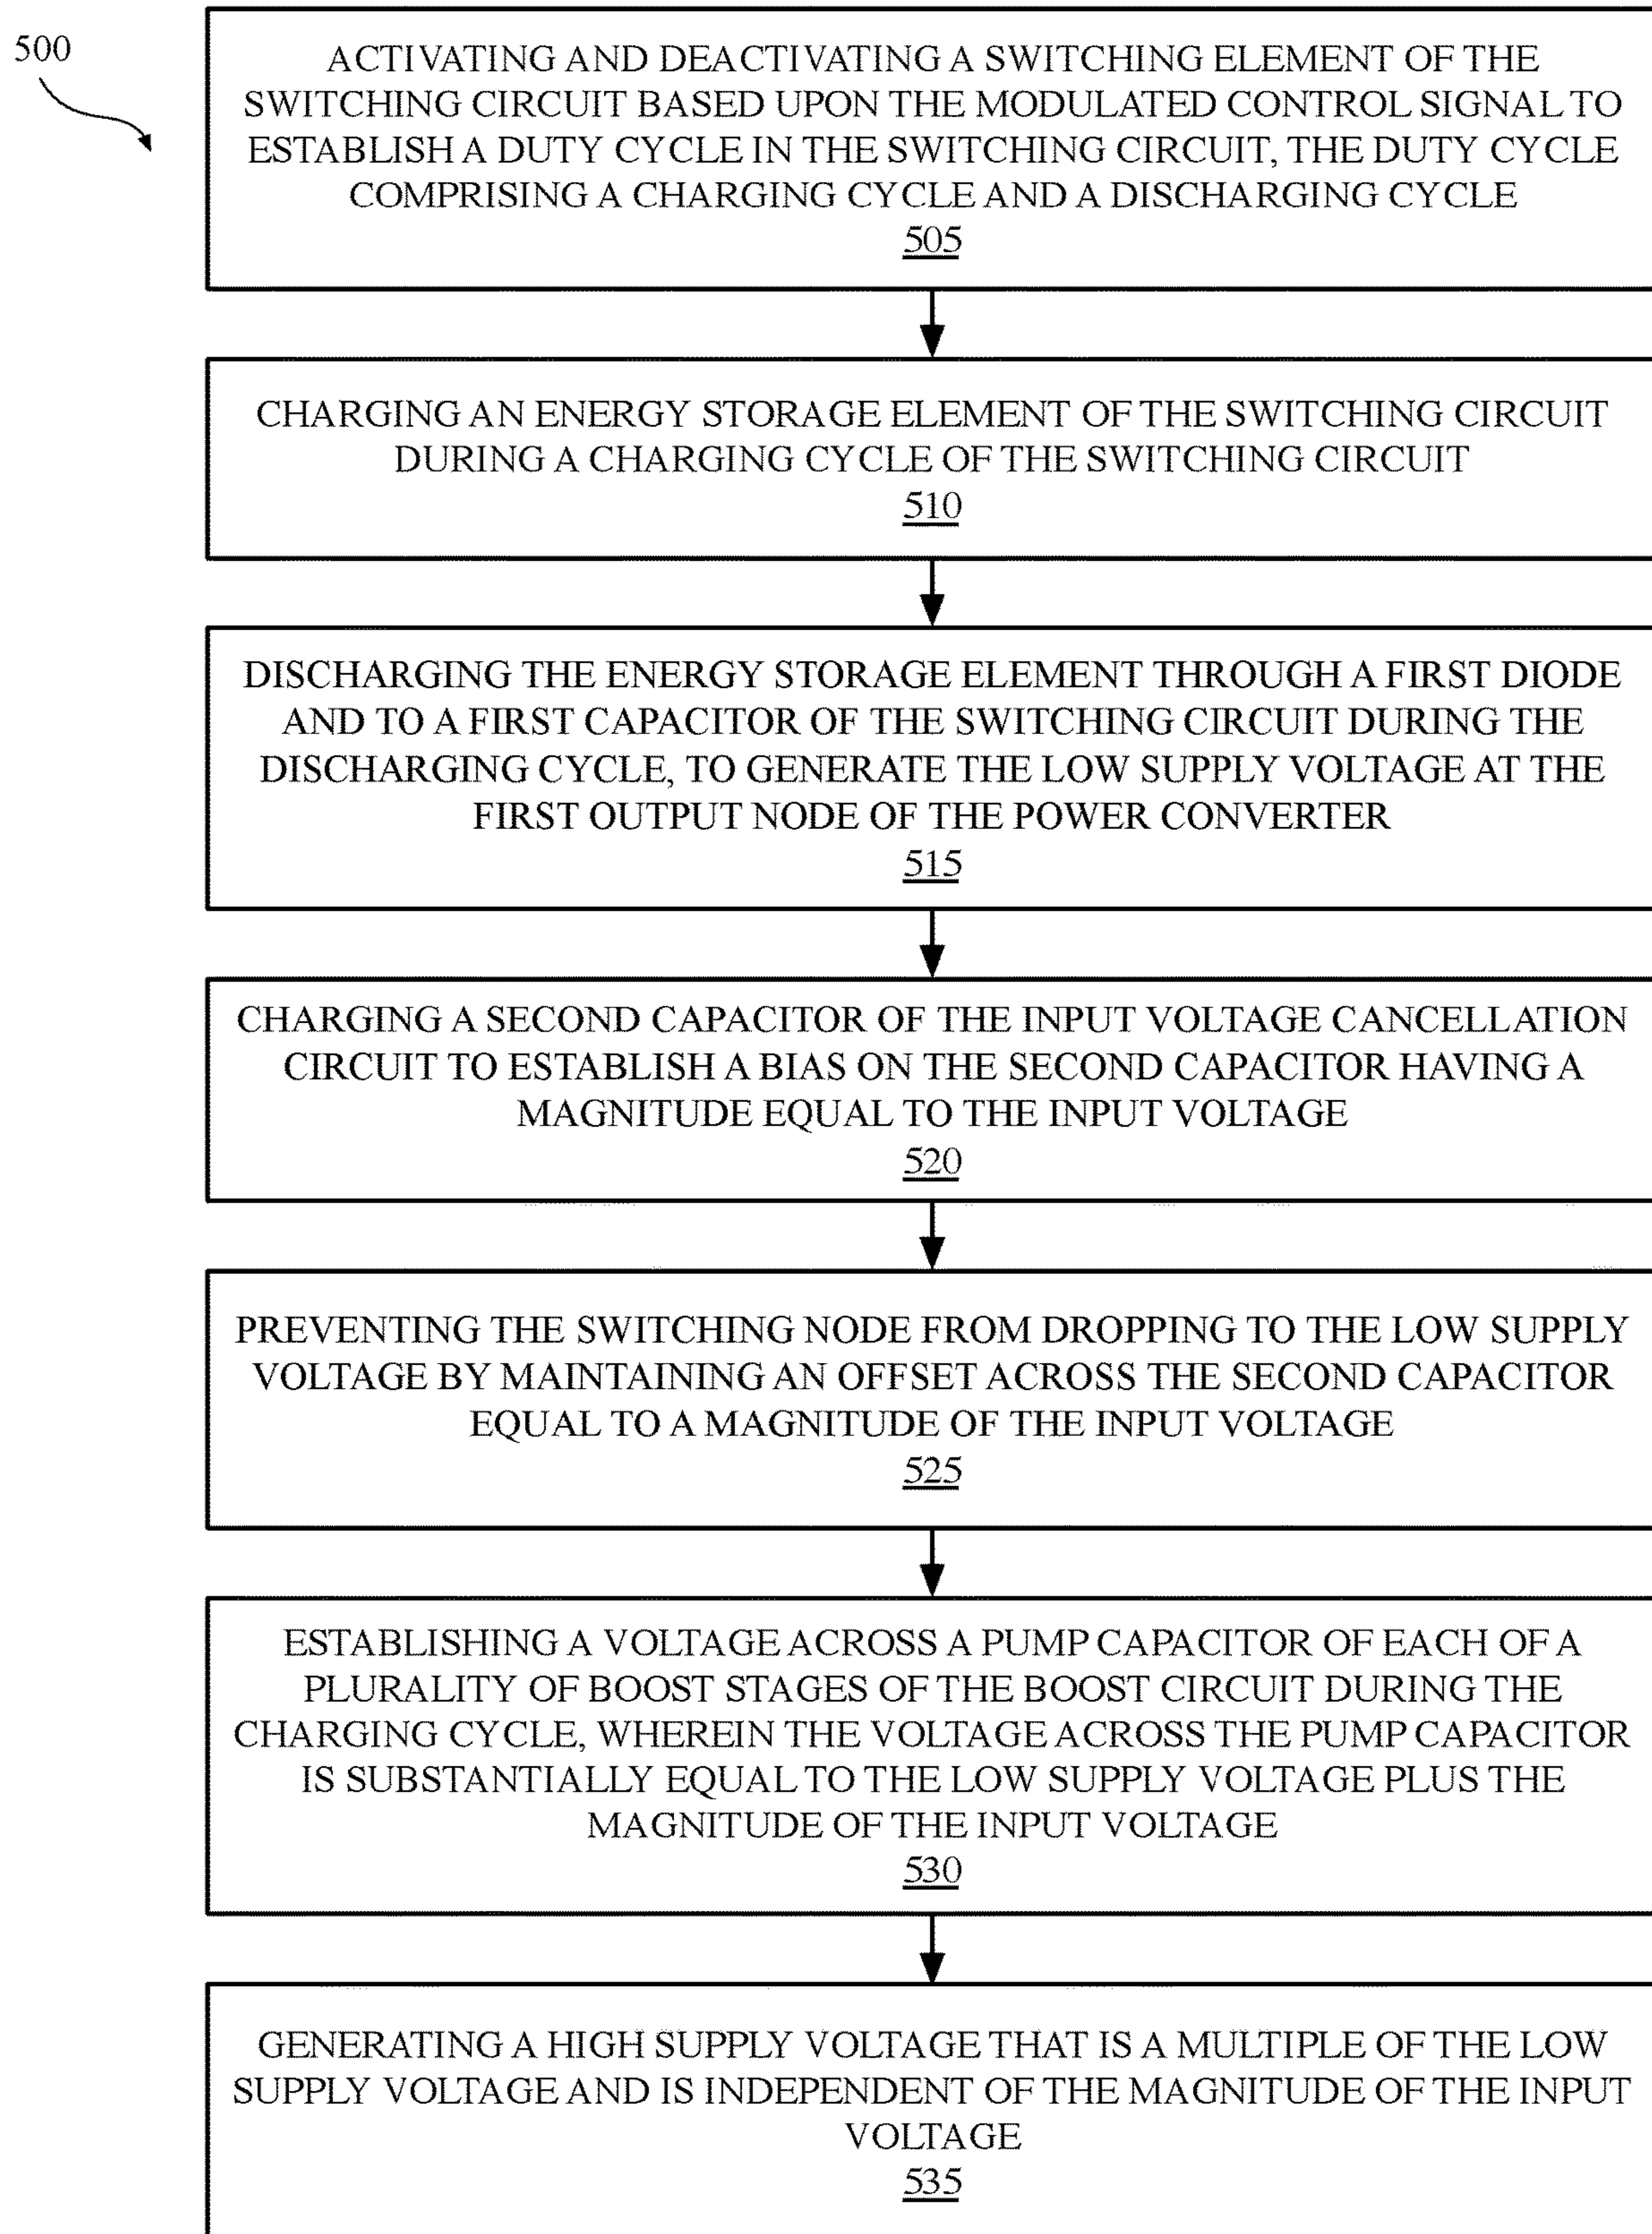 500
ACTIVATING AND DEACTIVATING A SWITCHING ELEMENT OF THE
SWITCHING CIRCUIT BASED UPON THE MODULATED CONTROL SIGNAL TO
ESTABLISH A DUTY CYCLE IN THE SWITCHING CIRCUIT, THE DUTY CYCLE
COMPRISING A CHARGING CYCLE AND A DISCHARGING CYCLE
505
CHARGING AN ENERGY STORAGE ELEMENT OF THE SWITCHING CIRCUIT
DURING A CHARGING CYCLE OF THE SWITCHING CIRCUIT
510
DISCHARGING THE ENERGY STORAGE ELEMENT THROUGH A FIRST DIODE
AND TO A FIRST CAPACITOR OF THE SWITCHING CIRCUIT DURING THE
DISCHARGING CYCLE, TO GENERATE THE LOW SUPPLY VOLTAGE AT THE
FIRST OUTPUT NODE OF THE POWER CONVERTER
515
CHARGING A SECOND CAPACITOR OF THE INPUT VOLTAGE CANCELLATION
CIRCUIT TO ESTABLISH A BIAS ON THE SECOND CAPACITOR HAVING A
MAGNITUDE EQUAL TO THE INPUT VOLTAGE
520
PREVENTING THE SWITCHING NODE FROM DROPPING TO THE LOW SUPPLY
VOLTAGE BY MAINTAINING AN OFFSET ACROSS THE SECOND CAPACITOR
EQUAL TO A MAGNITUDE OF THE INPUT VOLTAGE
525
ESTABLISHING A VOLTAGE ACROSS A PUMP CAPACITOR OF EACH OF A
PLURALITY OF BOOST STAGES OF THE BOOST CIRCUIT DURING THE
CHARGING CYCLE, WHEREIN THE VOLTAGE ACROSS THE PUMP CAPACITOR
IS SUBSTANTIALLY EQUAL TO THE LOW SUPPLY VOLTAGE PLUS THE
MAGNITUDE OF THE INPUT VOLTAGE
530
GENERATING A HIGH SUPPLY VOLTAGE THAT IS A MULTIPLE OF THE LOW
SUPPLY VOLTAGE AND IS INDEPENDENT OF THE MAGNITUDE OF THE INPUT
VOLTAGE
535